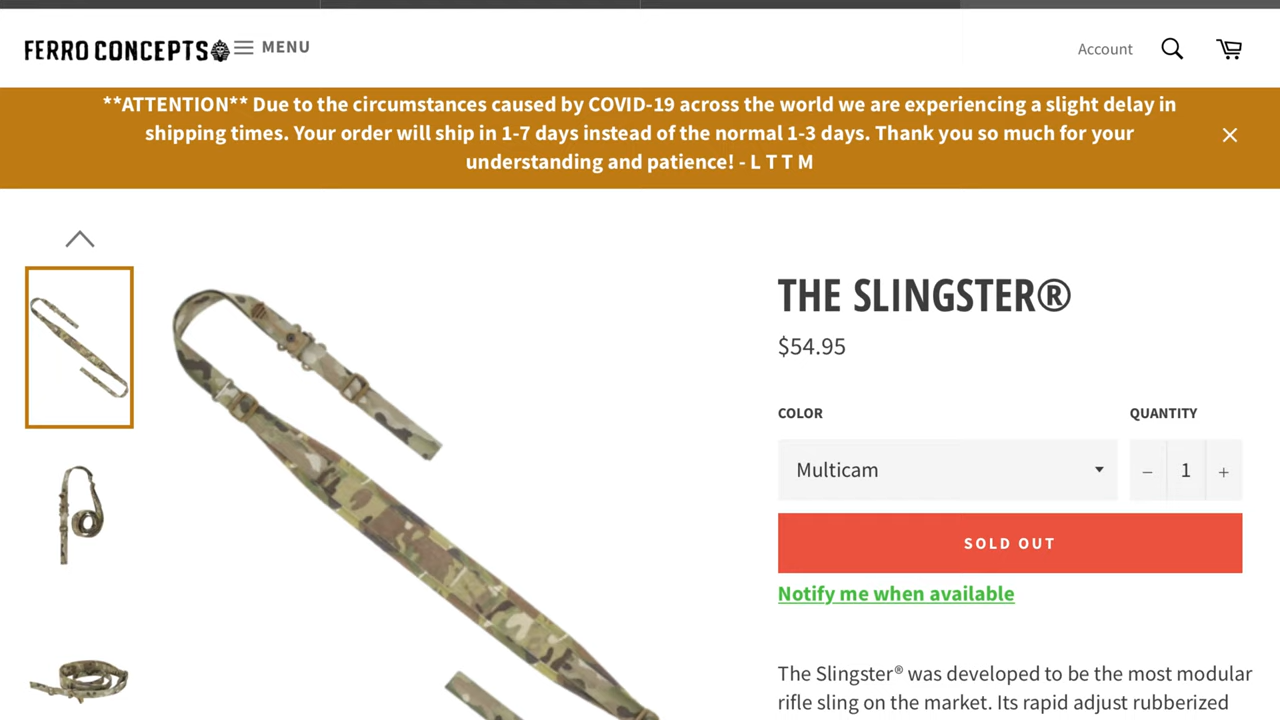 FERRO CONCEPTS
MENU
Account
**ATTENTION** Due to the circumstances caused by COVID-19 across the world we are experiencing a slight delay in
shipping times. Your order will ship in 1-7 days instead of the normal 1-3 days. Thank you so much for your
understanding and patience! - L T T M
THE SLINGSTER®
$54.95
COLOR
QUANTITY
Multicam
− 1 +
SOLD OUT
Notify me when available
The Slingster® was developed to be the most modular
rifle sling on the market. Its rapid adjust rubberized